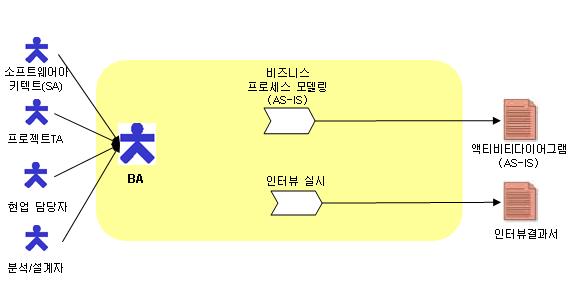 소프트웨어아
키텍트(SA)
프로젝트TA
현업 담당자
분석/설계자
BA
비즈니스
프로세스 모델링
(AS-IS)
인터뷰 실시
액티비티다이어그램
(AS-IS)
인터뷰결과서